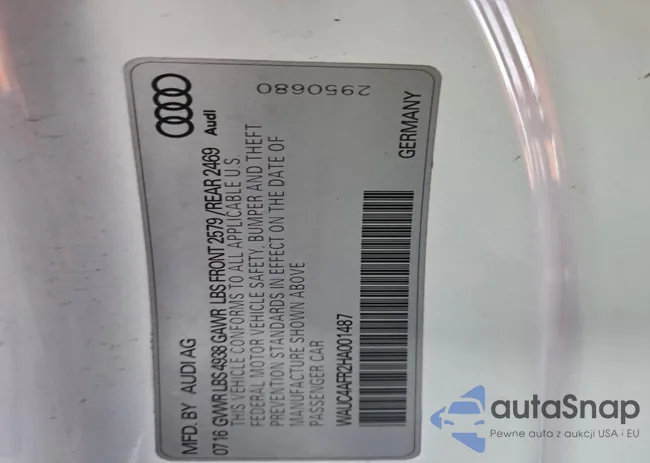 MFD. BY AUDI AG
0716 GVWR LBS 4938 GAWR LBS FRONT 2579 / REAR 2469
THIS VEHICLE CONFORMS TO ALL APPLICABLE U.S.
FEDERAL MOTOR VEHICLE SAFETY, BUMPER AND THEFT
PREVENTION STANDARDS IN EFFECT ON THE DATE OF
MANUFACTURE SHOWN ABOVE
PASSENGER CAR
WAUC4AFR2HA001487
Audi
2950680
GERMANY
autaSnap
Pewne auta z aukcji USA i EU